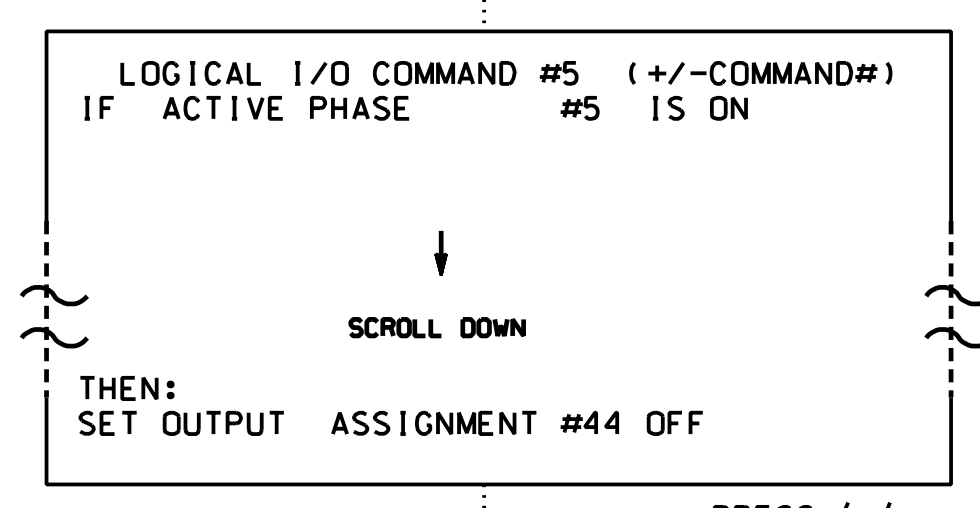 LOGICAL I/O COMMAND #5 (+/-COMMAND#)
IF ACTIVE PHASE #5 IS ON
SCROLL DOWN
THEN:
SET OUTPUT ASSIGNMENT #44 OFF